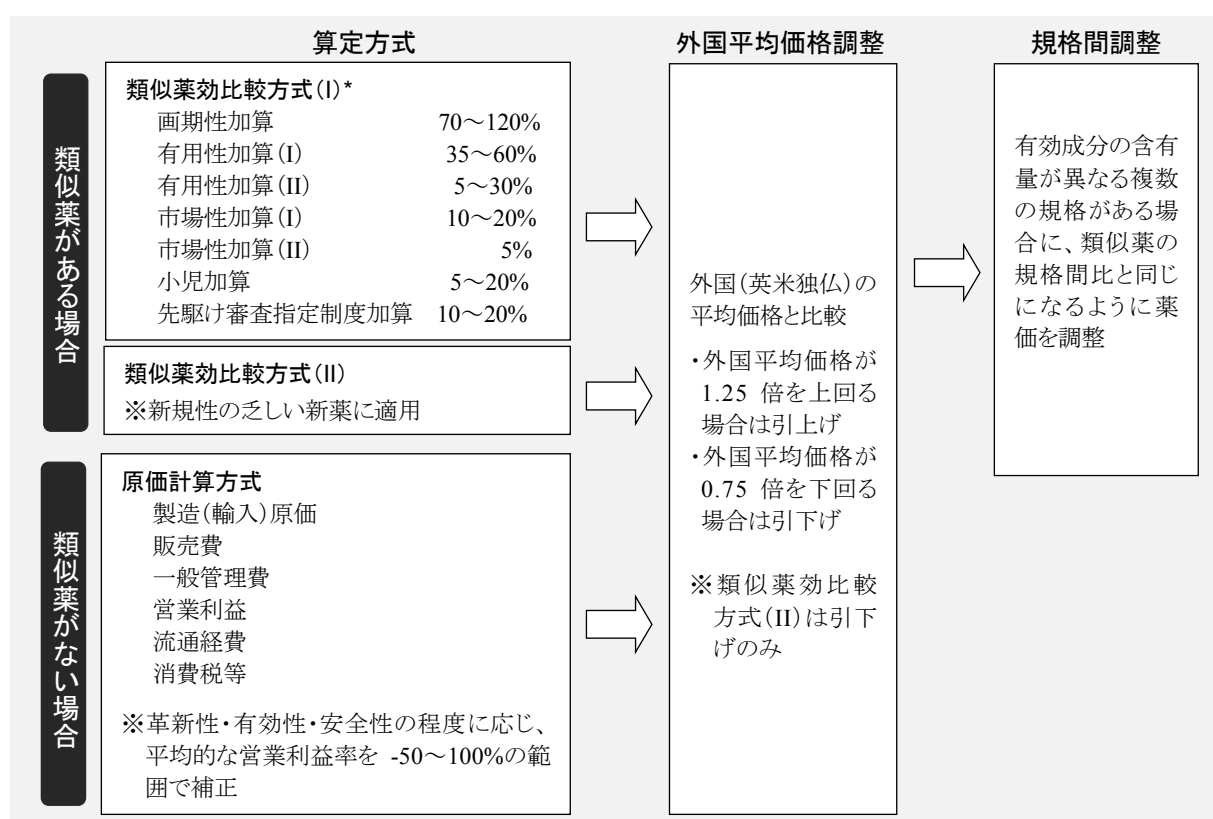 算定方式
外国平均価格調整
規格間調整
類似薬がある場合
類似薬効比較方式(I)*
画期性加算 70～120%
有用性加算(I) 35～60%
有用性加算(II) 5～30%
市場性加算(I) 10～20%
市場性加算(II) 5%
小児加算 5～20%
先駆け審査指定制度加算 10～20%
類似薬効比較方式(II)
※新規性の乏しい新薬に適用
類似薬がない場合
原価計算方式
製造(輸入)原価
販売費
一般管理費
営業利益
流通経費
消費税等
※革新性・有効性・安全性の程度に応じ、
平均的な営業利益率を -50～100%の範
囲で補正
外国(英米独仏)の
平均価格と比較
・外国平均価格が
1.25 倍を上回る
場合は引上げ
・外国平均価格が
0.75 倍を下回る
場合は引下げ
※類似薬効比較
方式(II)は引下
げのみ
有効成分の含有
量が異なる複数
の規格がある場
合に、類似薬の
規格間比と同じ
になるように薬
価を調整